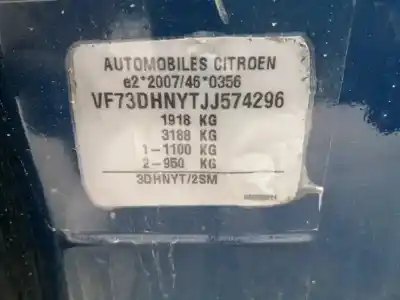 AUTOMOBILES CITROEN
e2*2007/46*0356
VF73DHNYTJJ574296
1918 KG
3188 KG
1-1100 KG
2-950 KG
3DHNYT/2SM